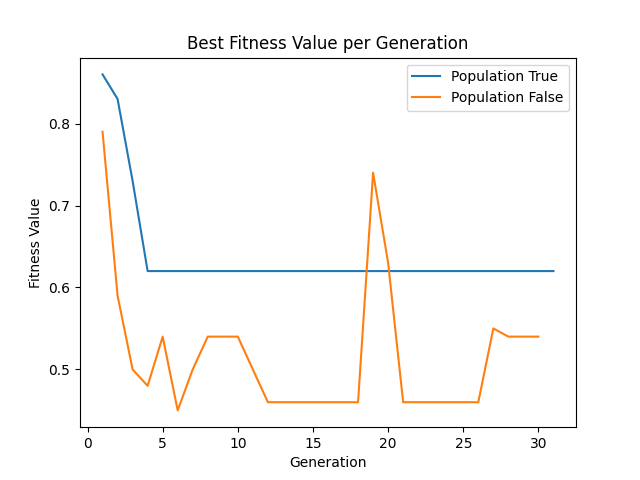 Best Fitness Value per Generation
Population True
Population False
0.8
0.7
0.6
0.5
Fitness Value
0
5
10
15
20
25
30
Generation